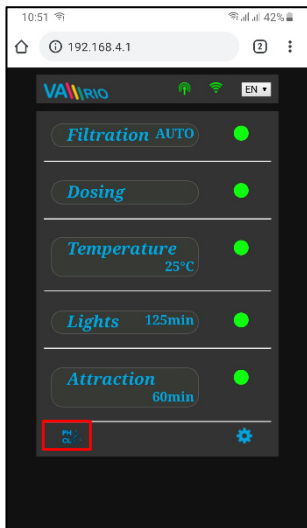 10:51 42%
192.168.4.1 2
VA RIO EN
Filtration AUTO
Dosing
Temperature
25°C
Lights 125min
Attraction
60min
PH
CL